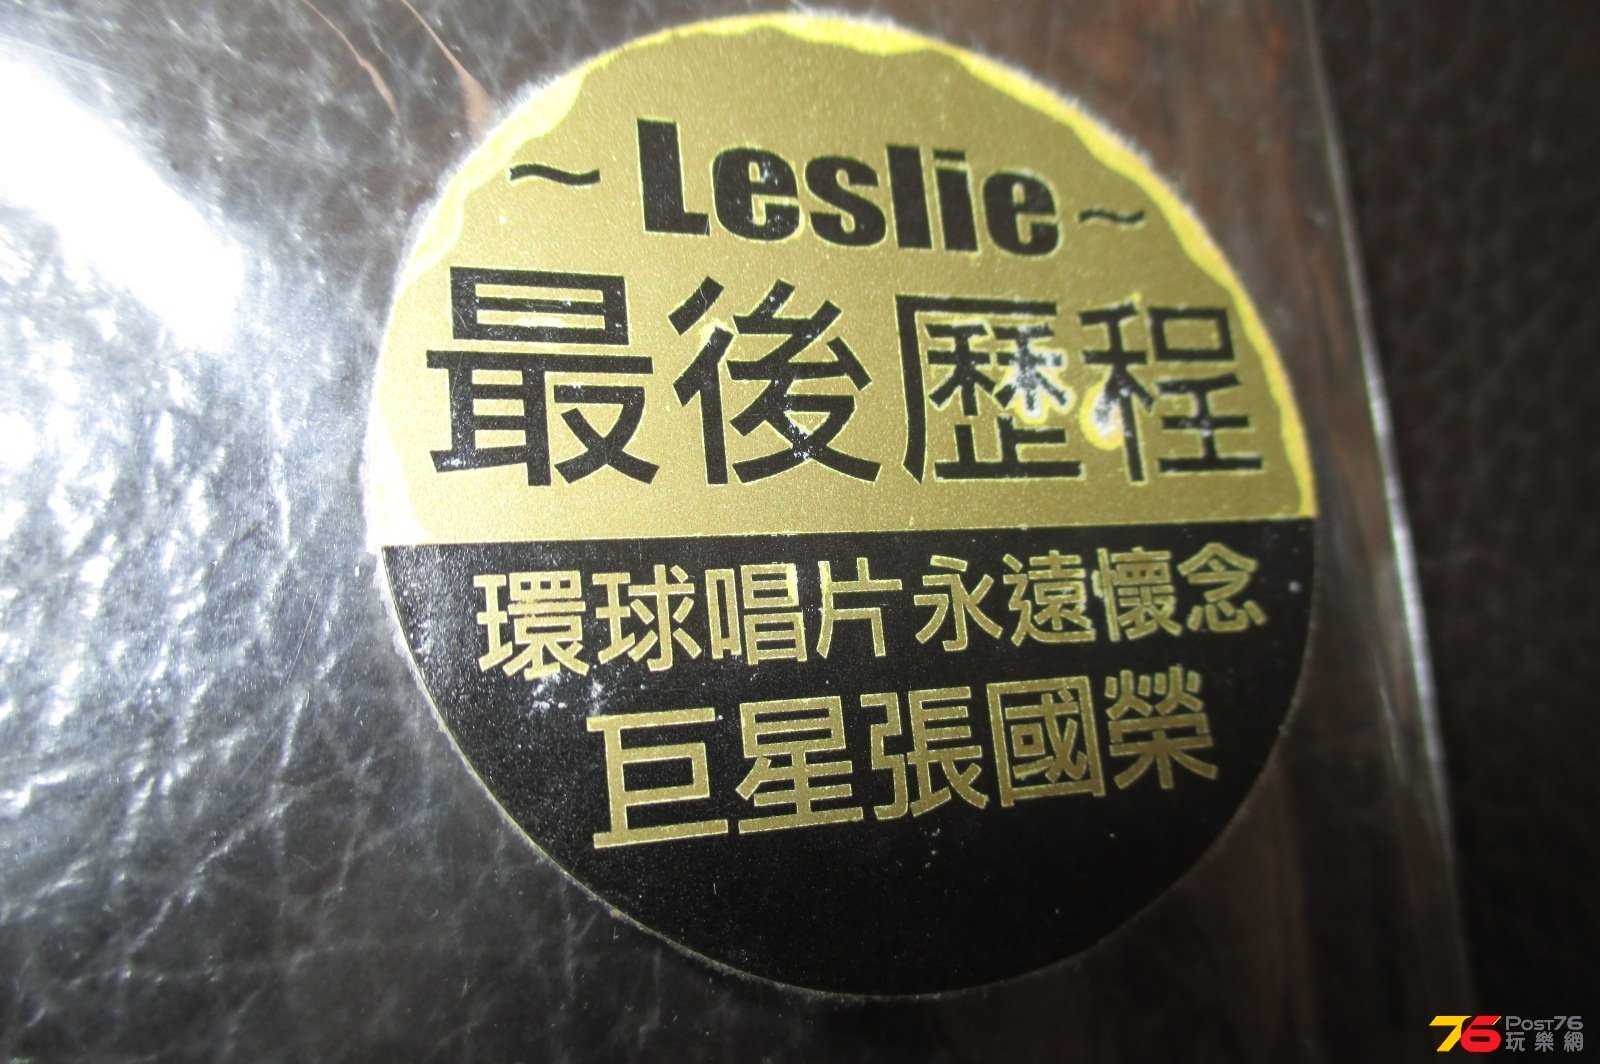 ~Leslie~
最後歷程
環球唱片永遠懷念
巨星張國榮
76 Post76
玩樂網